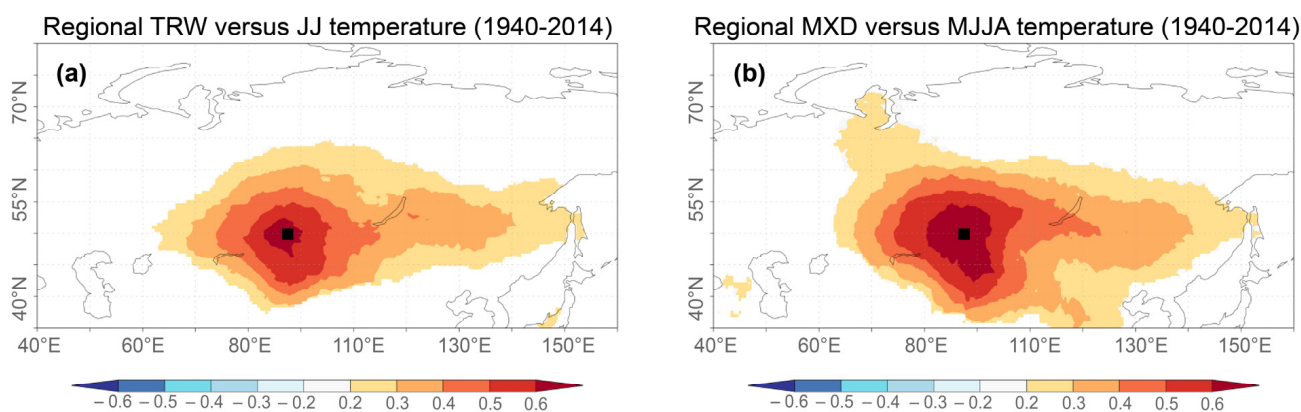 Regional TRW versus JJ temperature (1940-2014)
Regional MXD versus MJJA temperature (1940-2014)
(a)
70°N
55°N
40°N
40°E 60°E 80°E 110°E 130°E 150°E
− 0.6 − 0.5 − 0.4 − 0.3 − 0.2 0.2 0.3 0.4 0.5 0.6
(b)
70°N
55°N
40°N
40°E 60°E 80°E 110°E 130°E 150°E
− 0.6 − 0.5 − 0.4 − 0.3 − 0.2 0.2 0.3 0.4 0.5 0.6